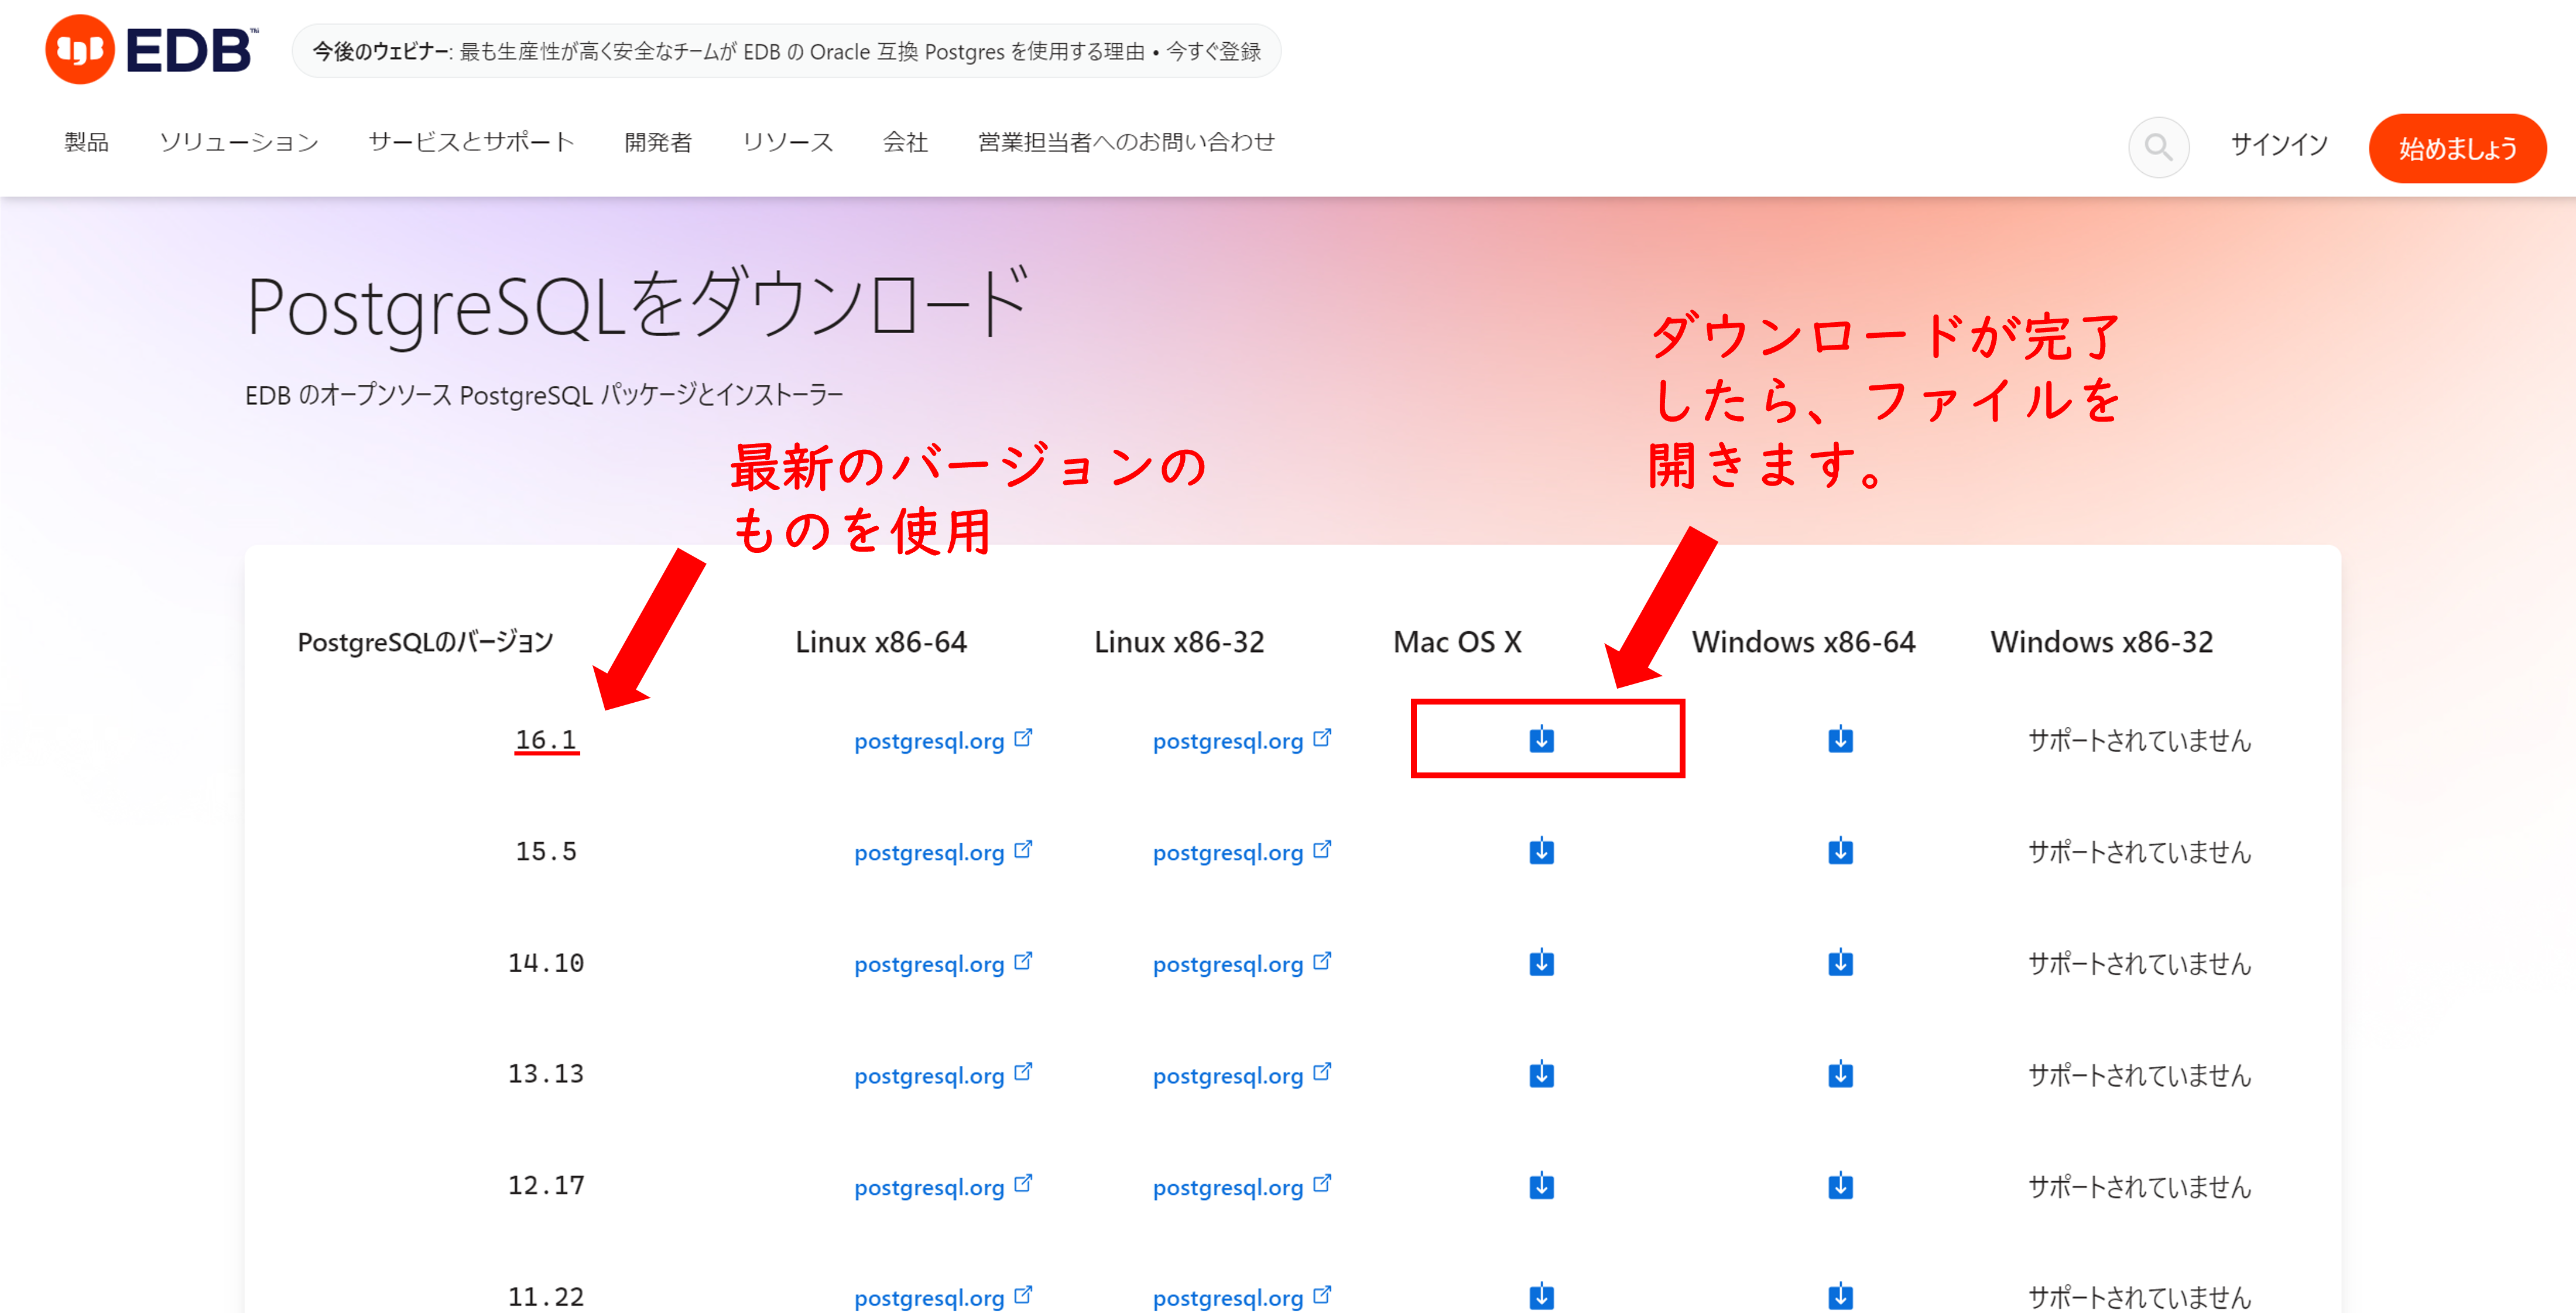 EDB™
今後のウェビナー: 最も生産性が高く安全なチームが EDB の Oracle 互換 Postgres を使用する理由 • 今すぐ登録
製品 ソリューション サービスとサポート 開発者 リソース 会社 営業担当者へのお問い合わせ サインイン 始めましょう
PostgreSQLをダウンロード
EDB のオープンソース PostgreSQL パッケージとインストーラー
最新のバージョンの
ものを使用
ダウンロードが完了
したら、ファイルを
開きます。
PostgreSQLのバージョン Linux x86-64 Linux x86-32 Mac OS X Windows x86-64 Windows x86-32
16.1 postgresql.org postgresql.org サポートされていません
15.5 postgresql.org postgresql.org サポートされていません
14.10 postgresql.org postgresql.org サポートされていません
13.13 postgresql.org postgresql.org サポートされていません
12.17 postgresql.org postgresql.org サポートされていません
11.22 postgresql.org postgresql.org サポートされていません